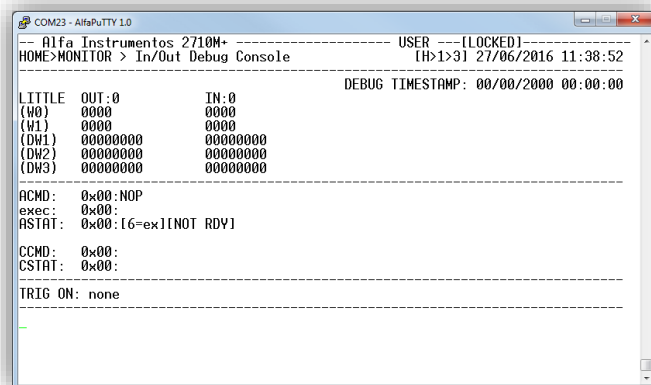 COM23 - AlfaPuTTY 1.0
-- Alfa Instrumentos 2710M+ -------------------- USER ---[LOCKED]--------------
HOME>MONITOR > In/Out Debug Console [H>1>3] 27/06/2016 11:38:52
--------------------------------------------------------------------------------
DEBUG TIMESTAMP: 00/00/2000 00:00:00
LITTLE OUT:0 IN:0
(W0) 0000 0000
(W1) 0000 0000
(DW1) 00000000 00000000
(DW2) 00000000 00000000
(DW3) 00000000 00000000
--------------------------------------------------------------------------------
ACMD: 0x00:NOP
exec: 0x00:
ASTAT: 0x00:[6=ex][NOT RDY]
CCMD: 0x00:
CSTAT: 0x00:
--------------------------------------------------------------------------------
TRIG ON: none
--------------------------------------------------------------------------------